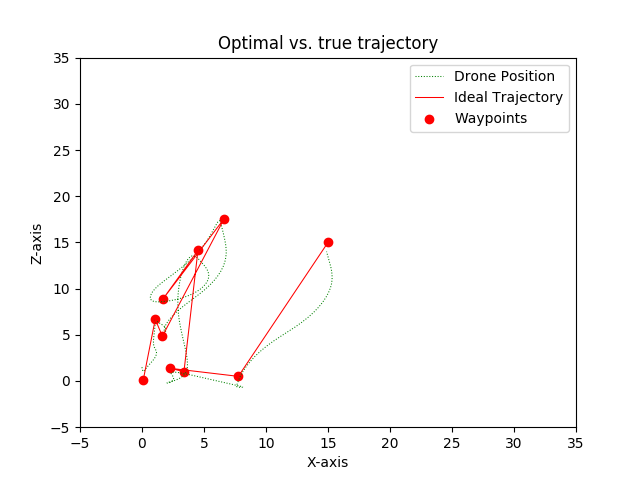 Optimal vs. true trajectory
Drone Position
Ideal Trajectory
Waypoints
Z-axis
35
30
25
20
15
10
5
0
−5
−5 0 5 10 15 20 25 30 35
X-axis